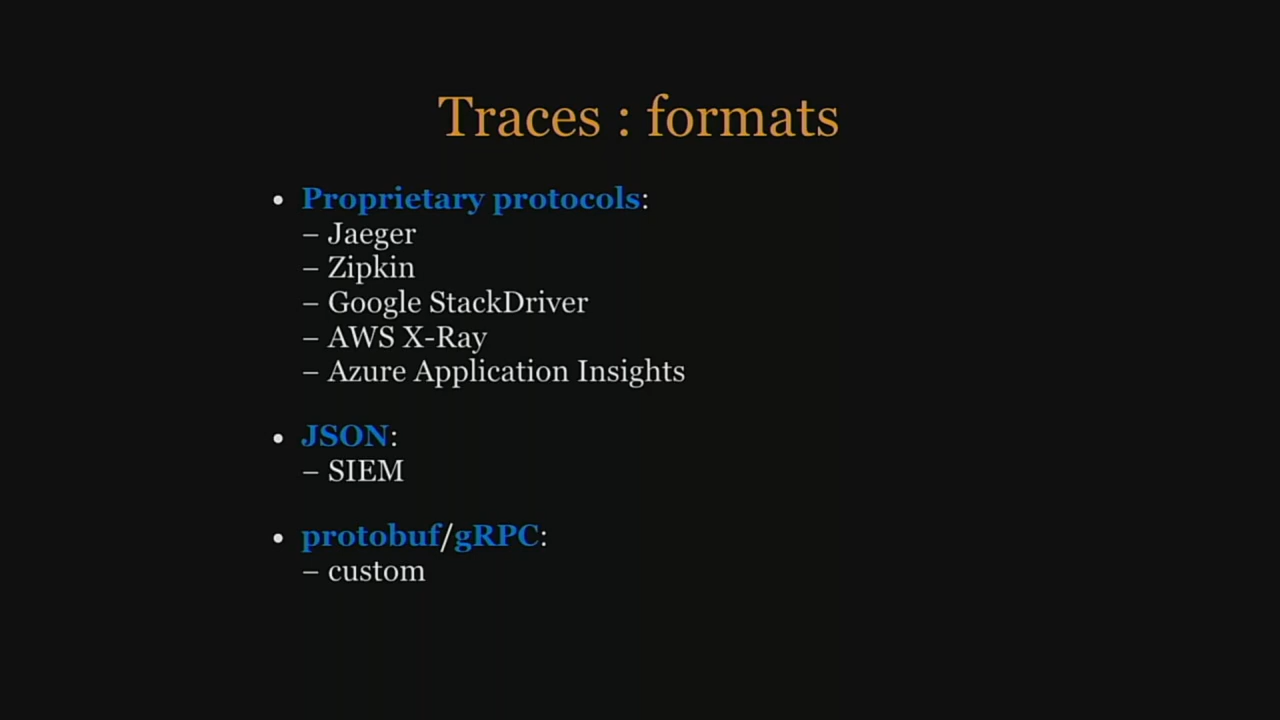 Traces : formats
• Proprietary protocols:
– Jaeger
– Zipkin
– Google StackDriver
– AWS X-Ray
– Azure Application Insights
• JSON:
– SIEM
• protobuf/gRPC:
– custom